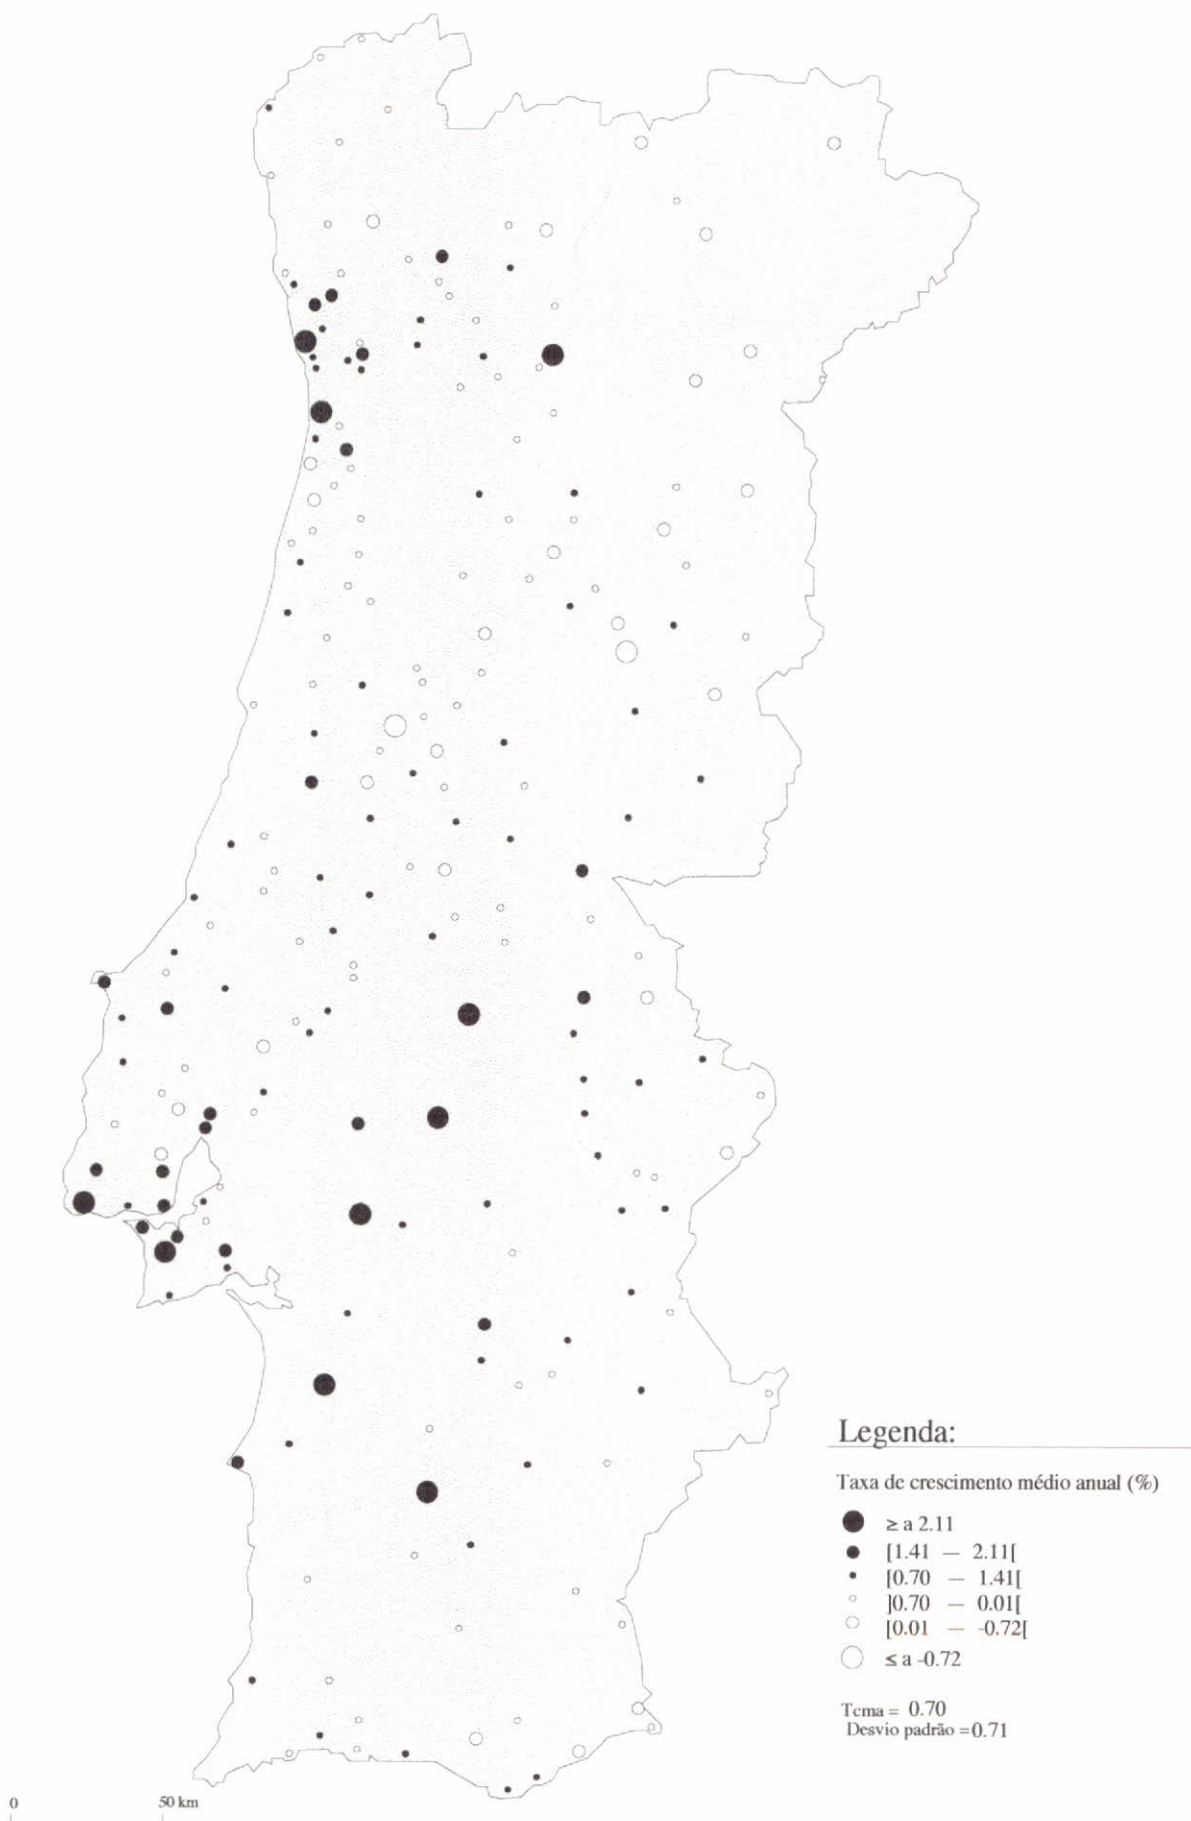 Legenda:
Taxa de crescimento médio anual (%)
≥ a 2.11
[1.41 — 2.11[
[0.70 — 1.41[
]0.70 — 0.01[
[0.01 — -0.72[
≤ a -0.72
Tcma = 0.70
Desvio padrão =0.71
0 50 km